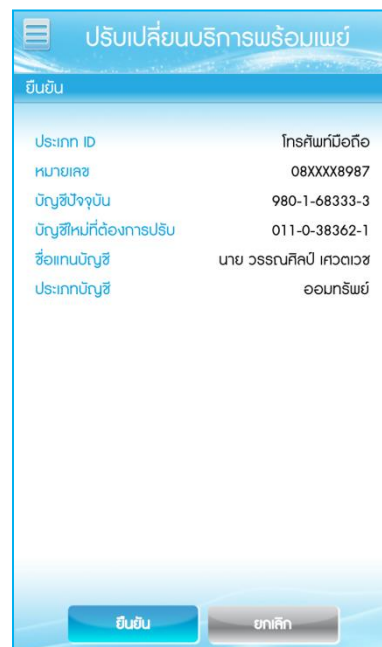 ปรับเปลี่ยนบริการพร้อมเพย์
ยืนยัน
ประเภท ID โทรศัพท์มือถือ
หมายเลข 08XXXX8987
บัญชีปัจจุบัน 980-1-68333-3
บัญชีใหม่ที่ต้องการปรับ 011-0-38362-1
ชื่อแทนบัญชี นาย วรรณศิลป์ เศวตเวช
ประเภทบัญชี ออมทรัพย์
ยืนยัน ยกเลิก